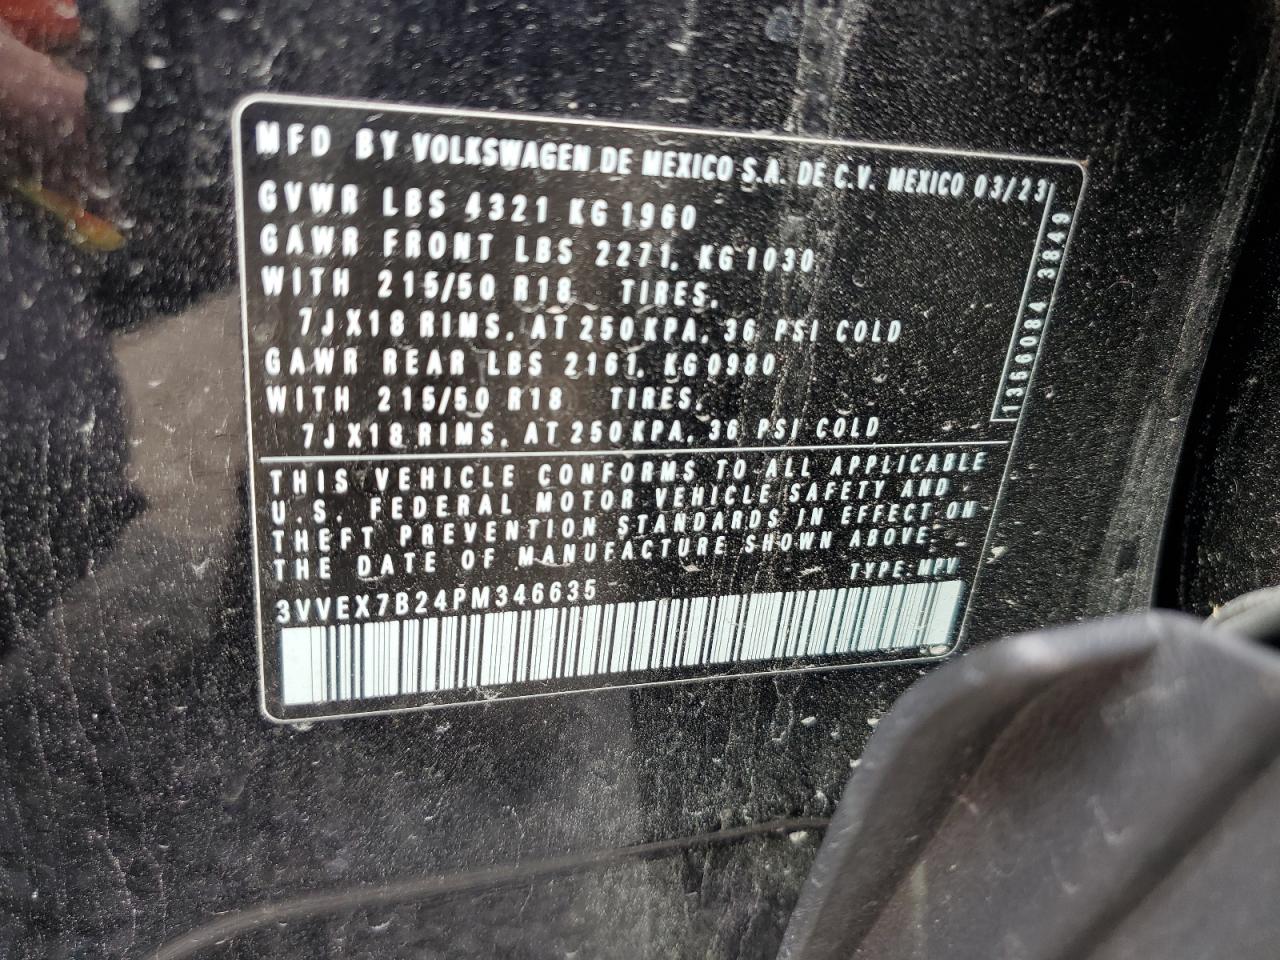 MFD BY VOLKSWAGEN DE MEXICO S.A. DE C.V. MEXICO 03/23
GVWR LBS 4321 KG 1960
GAWR FRONT LBS 2271, KG 1030
WITH 215/50 R18 TIRES,
7JX18 RIMS, AT 250 KPA, 36 PSI COLD
GAWR REAR LBS 2161, KG 0980
WITH 215/50 R18 TIRES,
7JX18 RIMS, AT 250 KPA, 36 PSI COLD
1366084 3849
THIS VEHICLE CONFORMS TO ALL APPLICABLE
U.S. FEDERAL MOTOR VEHICLE SAFETY AND
THEFT PREVENTION STANDARDS IN EFFECT ON
THE DATE OF MANUFACTURE SHOWN ABOVE.
TYPE: MPV
3VVEX7B24PM346635